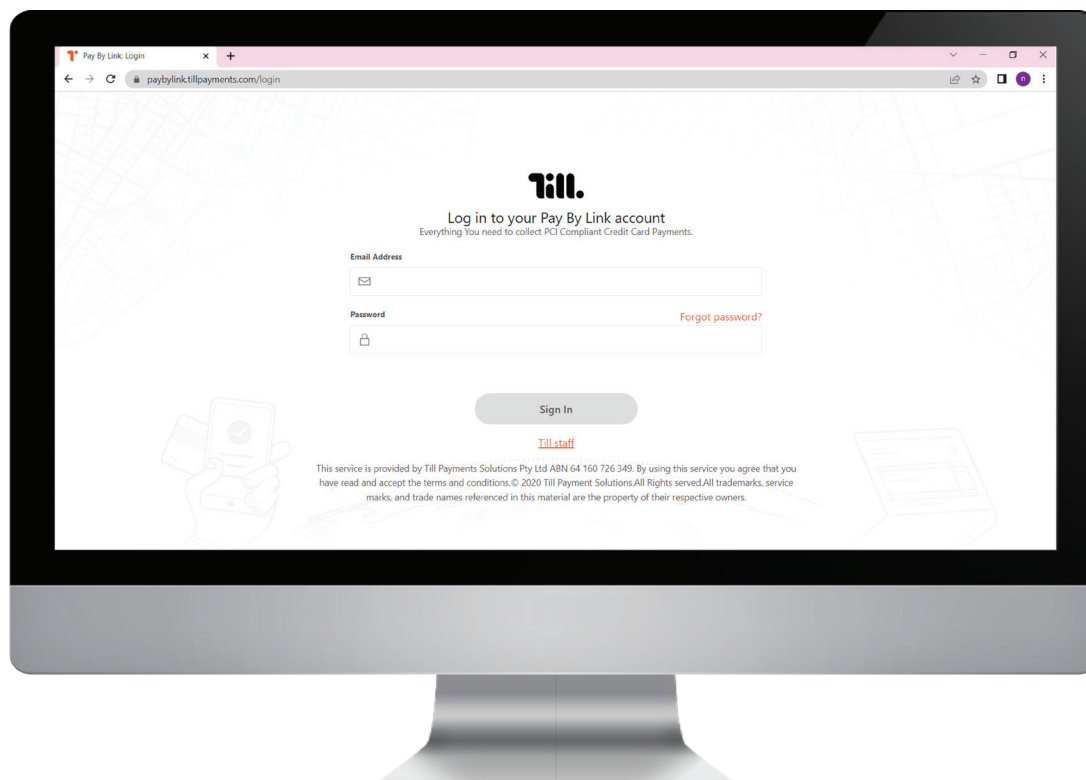 Pay By Link: Login
paybylink.tillpayments.com/login
n
Till.
Log in to your Pay By Link account
Everything You need to collect PCI Compliant Credit Card Payments.
Email Address
Password
Forgot password?
Sign In
Till staff
This service is provided by Till Payments Solutions Pty Ltd ABN 64 160 726 349. By using this service you agree that you
have read and accept the terms and conditions.© 2020 Till Payment Solutions.All Rights served.All trademarks, service
marks, and trade names referenced in this material are the property of their respective owners.